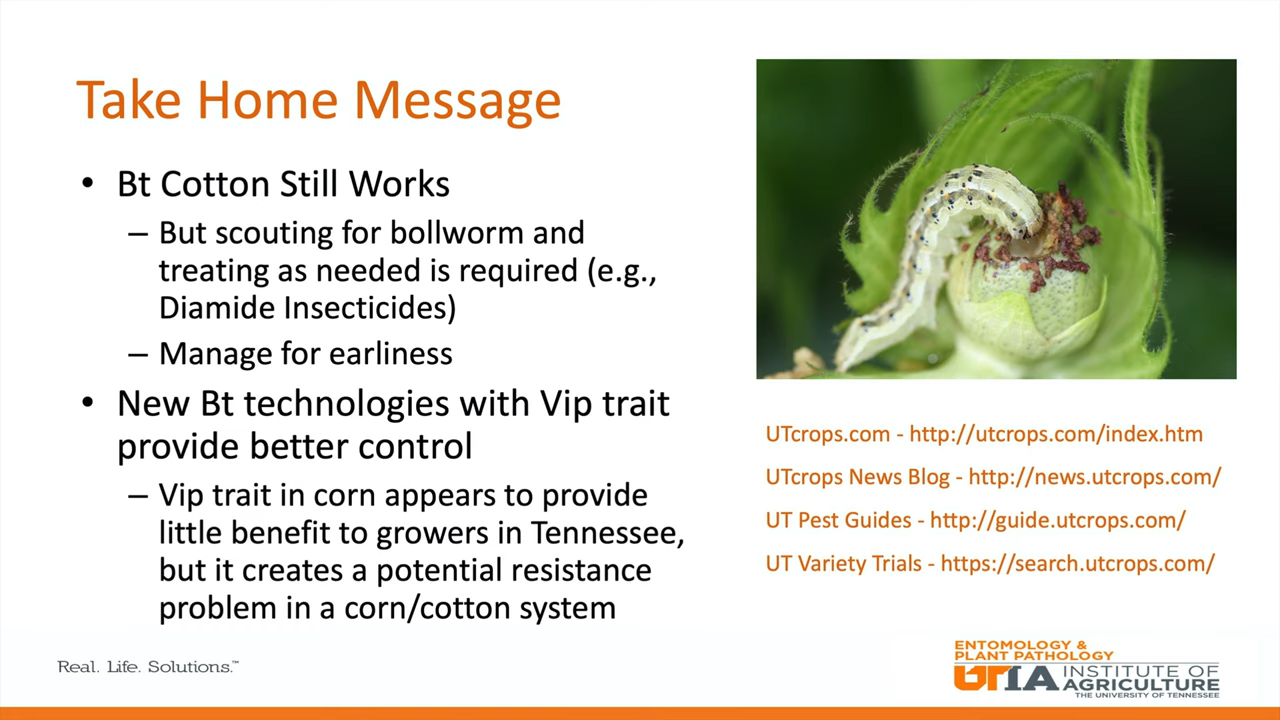 Take Home Message
• Bt Cotton Still Works
– But scouting for bollworm and
treating as needed is required (e.g.,
Diamide Insecticides)
– Manage for earliness
• New Bt technologies with Vip trait
provide better control
– Vip trait in corn appears to provide
little benefit to growers in Tennessee,
but it creates a potential resistance
problem in a corn/cotton system
UTcrops.com - http://utcrops.com/index.htm
UTcrops News Blog - http://news.utcrops.com/
UT Pest Guides - http://guide.utcrops.com/
UT Variety Trials - https://search.utcrops.com/
Real. Life. Solutions.™
ENTOMOLOGY &
PLANT PATHOLOGY
UTIA INSTITUTE OF
AGRICULTURE
THE UNIVERSITY OF TENNESSEE